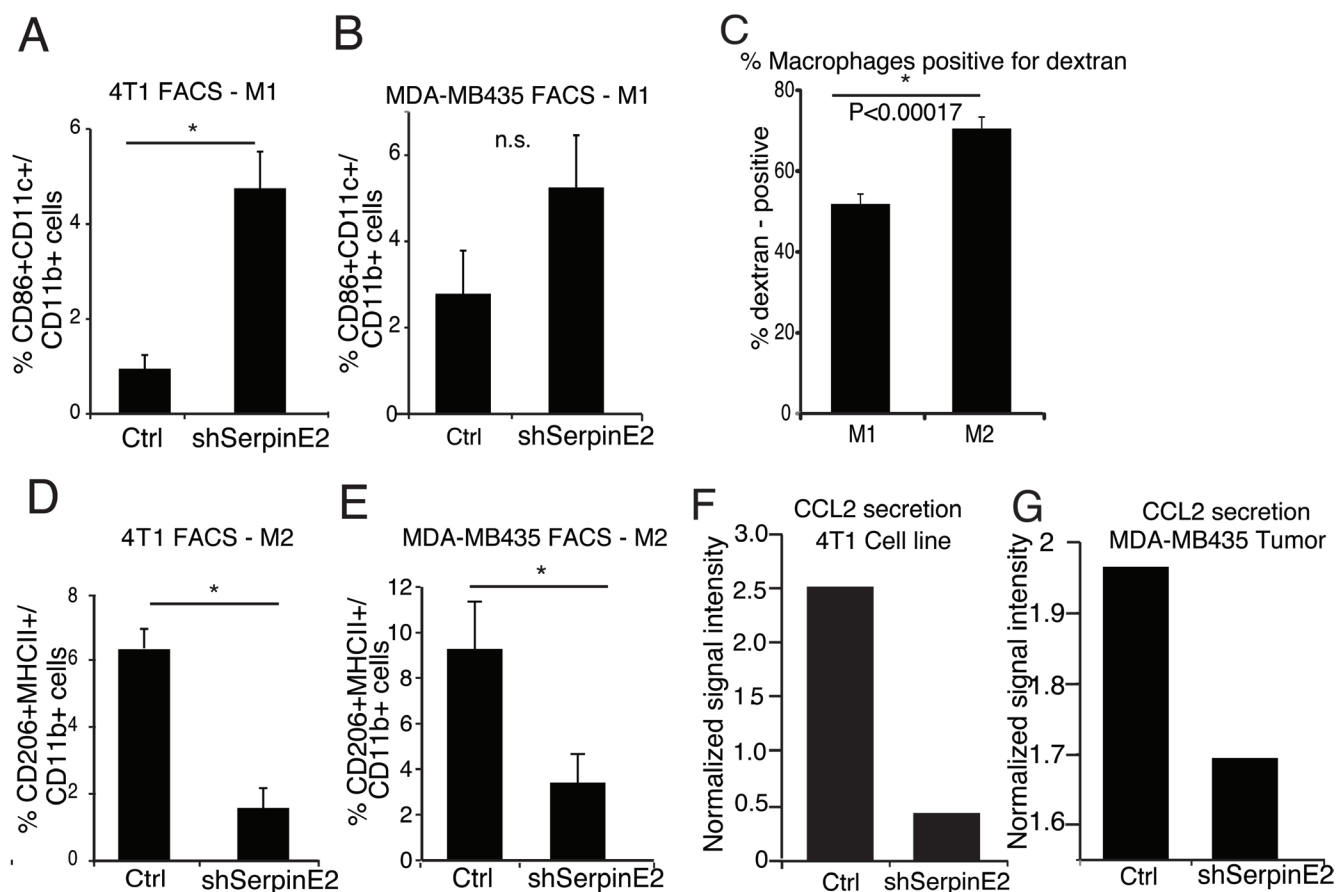 A
4T1 FACS - M1
% CD86+CD11c+/
CD11b+ cells
6
4
2
0
*
Ctrl
shSerpinE2
B
MDA-MB435 FACS - M1
% CD86+CD11c+/
CD11b+ cells
6
4
2
0
n.s.
Ctrl
shSerpinE2
C
% Macrophages positive for dextran
% dextran - positive
80
60
40
20
0
*
P<0.00017
M1
M2
D
4T1 FACS - M2
% CD206+MHCII+/
CD11b+ cells
8
6
4
2
0
*
Ctrl
shSerpinE2
E
MDA-MB435 FACS - M2
% CD206+MHCII+/
CD11b+ cells
12
10
8
6
4
2
0
*
Ctrl
shSerpinE2
F
CCL2 secretion
4T1 Cell line
Normalized signal intensity
3.0
2.5
2.0
1.5
1.0
0.5
0
Ctrl
shSerpinE2
G
CCL2 secretion
MDA-MB435 Tumor
Normalized signal intensity
2
1.9
1.8
1.7
1.6
Ctrl
shSerpinE2